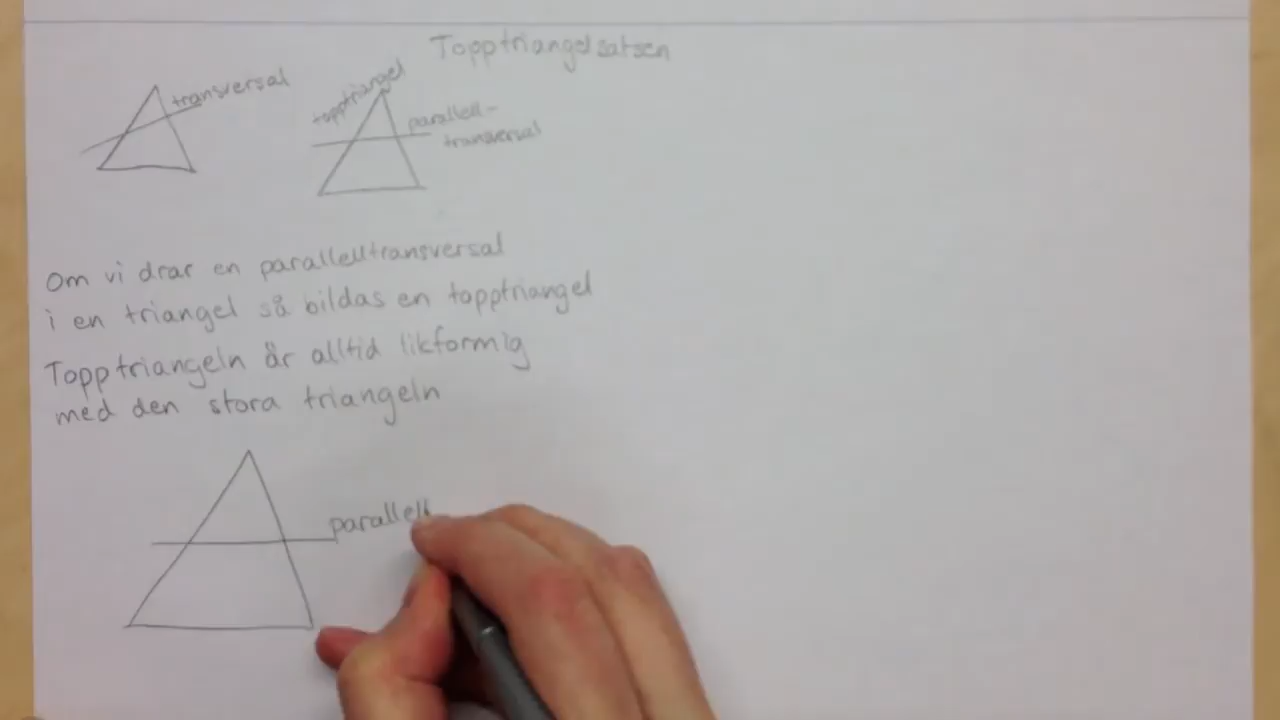 Topptriangelsatsen
transversal
topptriangel
parallell-
transversal
Om vi drar en parallelltransversal
i en triangel så bildas en topptriangel
Topptriangeln är alltid likformig
med den stora triangeln
parallell